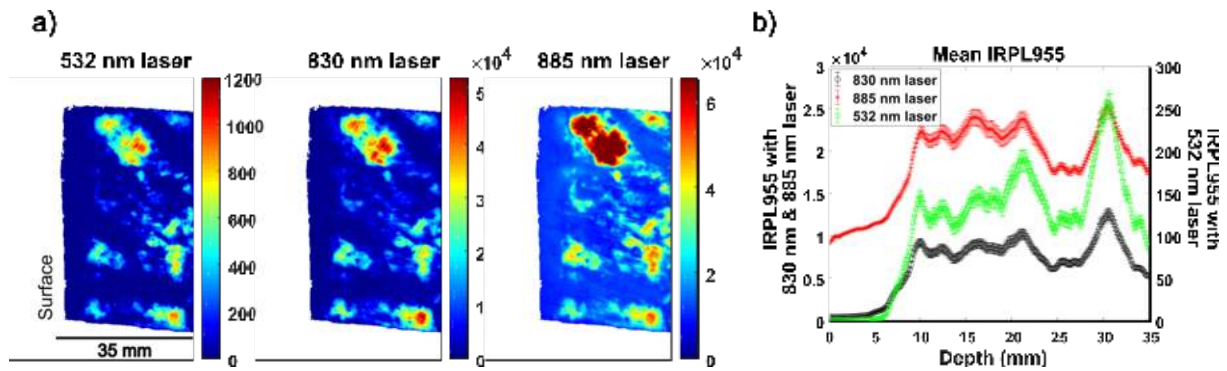 a)
532 nm laser
1200
1000
800
600
400
200
0
Surface
35 mm
830 nm laser
×10⁴
5
4
3
2
1
0
885 nm laser
×10⁴
6
4
2
0
b)
Mean IRPL955
×10⁴
3
2.5
2
1.5
1
0.5
0
IRPL955 with
830 nm & 885 nm laser
830 nm laser
885 nm laser
532 nm laser
300
250
200
150
100
50
0
IRPL955 with
532 nm laser
0 5 10 15 20 25 30 35
Depth (mm)